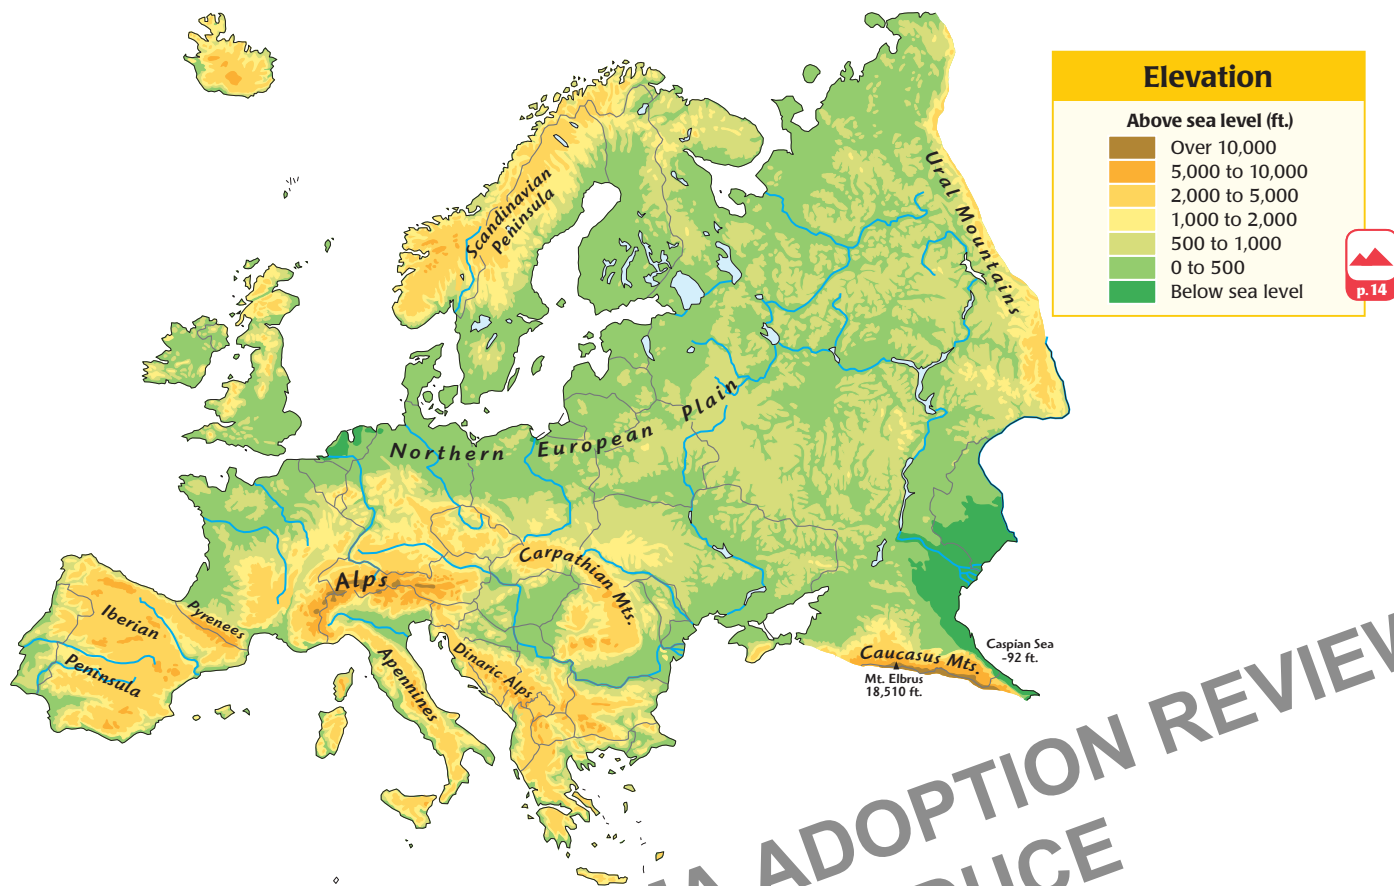 Elevation
Above sea level (ft.)
Over 10,000
5,000 to 10,000
2,000 to 5,000
1,000 to 2,000
500 to 1,000
0 to 500
Below sea level
p.14
Ural Mountains
Scandinavian
Peninsula
Northern European Plain
Carpathian Mts.
Alps
Pyrenees
Iberian
Peninsula
Apennines
Dinaric Alps
Caucasus Mts.
Mt. Elbrus
18,510 ft.
Caspian Sea
-92 ft.
ADOPTION REVIEW